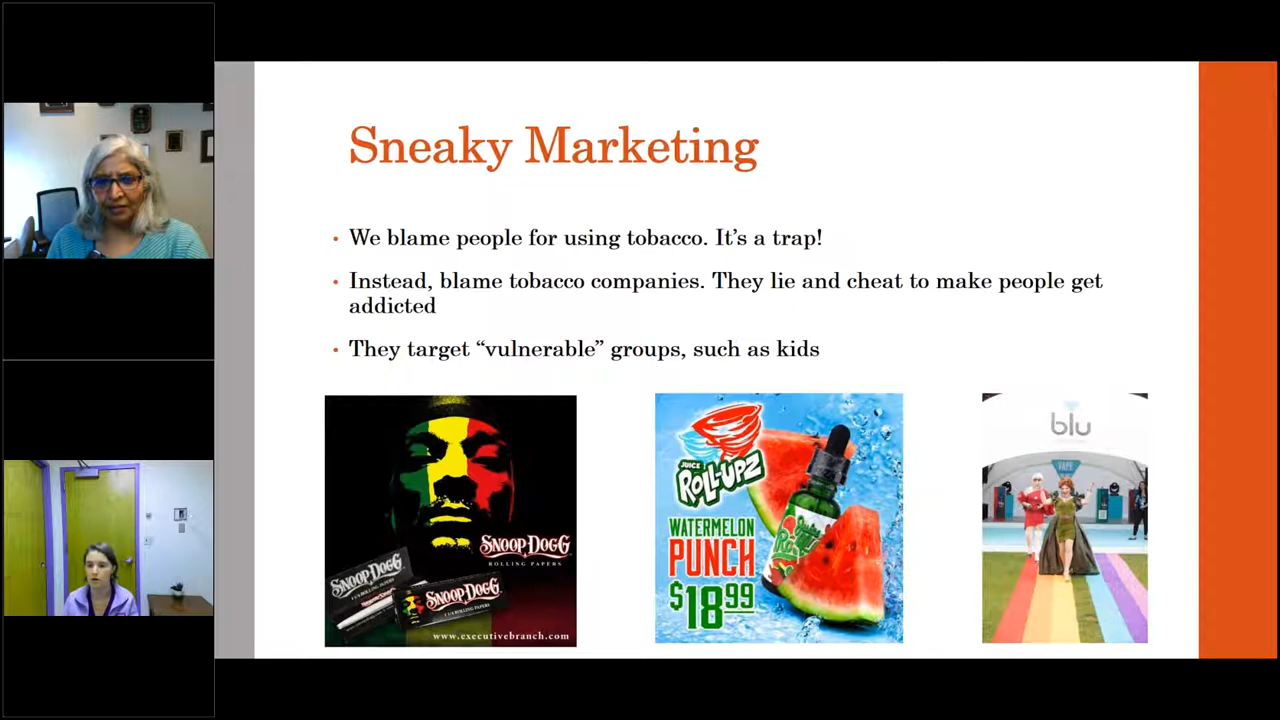 Sneaky Marketing
We blame people for using tobacco. It’s a trap!
Instead, blame tobacco companies. They lie and cheat to make people get
addicted
They target “vulnerable” groups, such as kids
SNOOP DOGG
ROLLING PAPERS
SNOOP DOGG
SNOOP DOGG
www.executivebranch.com
JUICE
ROLL-UPZ
WATERMELON
PUNCH
$18.99
blu
VAPE